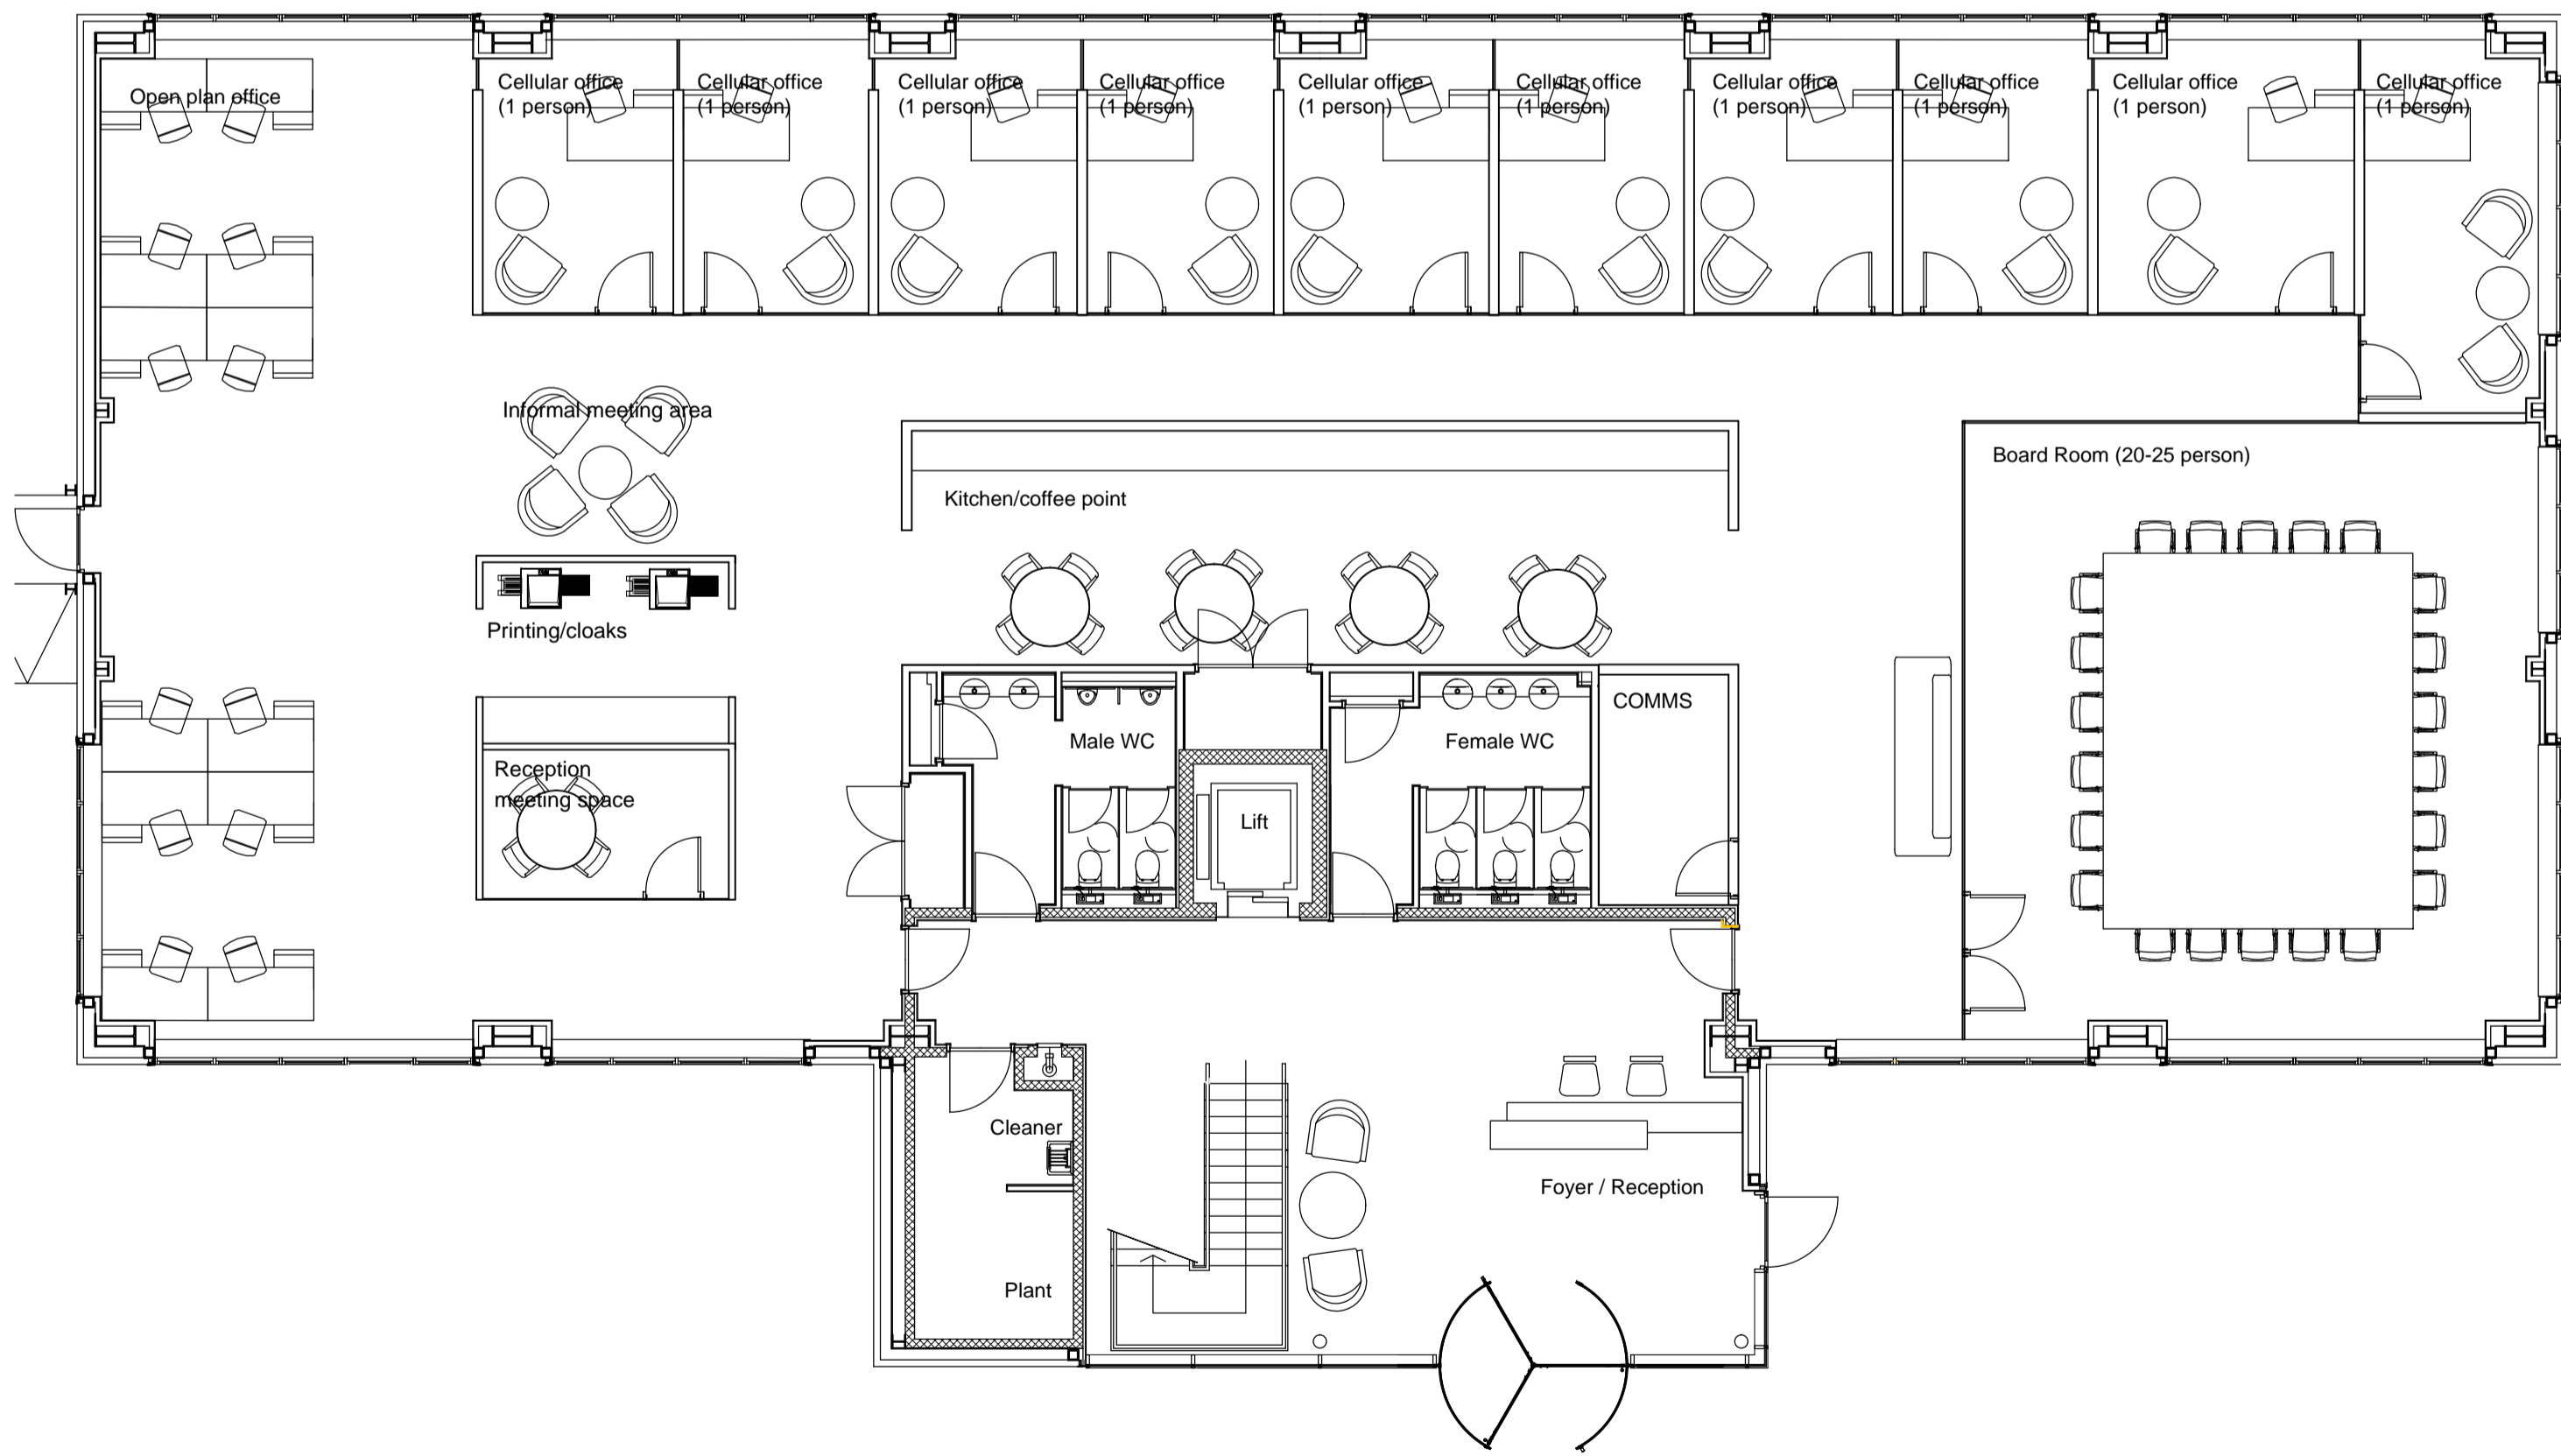 Open plan office
Cellular office
(1 person)
Cellular office
(1 person)
Cellular office
(1 person)
Cellular office
(1 person)
Cellular office
(1 person)
Cellular office
(1 person)
Cellular office
(1 person)
Cellular office
(1 person)
Cellular office
(1 person)
Cellular office
(1 person)
Informal meeting area
Board Room (20-25 person)
Kitchen/coffee point
Printing/cloaks
COMMS
Male WC
Female WC
Reception
meeting space
Lift
Cleaner
Foyer / Reception
Plant